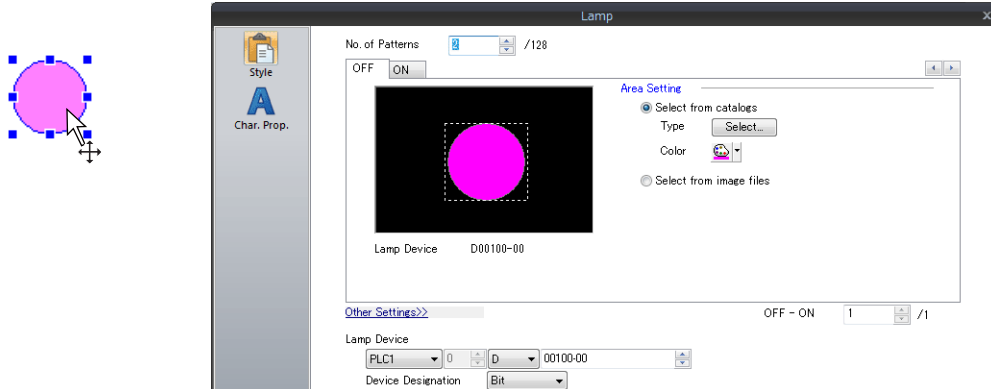 Lamp
Style
Char. Prop.
No. of Patterns 2 /128
OFF ON
Area Setting
Select from catalogs
Type Select...
Color
Select from image files
Lamp Device D00100-00
Other Settings>> OFF - ON 1 /1
Lamp Device
PLC1 0 D 00100-00
Device Designation Bit